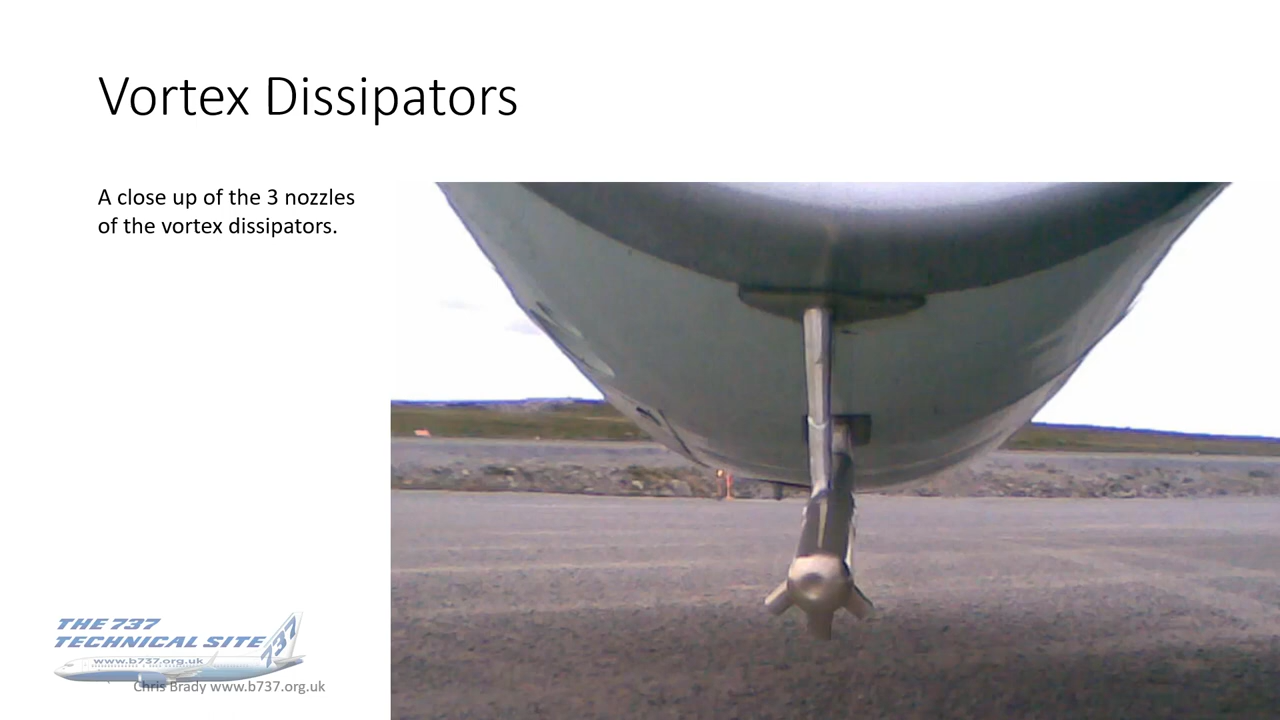 Vortex Dissipators
A close up of the 3 nozzles
of the vortex dissipators.
THE 737
TECHNICAL SITE
737
www.b737.org.uk
Chris Brady www.b737.org.uk